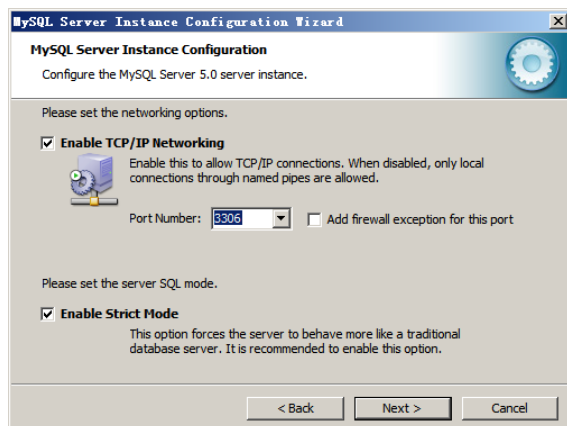 MySQL Server Instance Configuration Wizard
MySQL Server Instance Configuration
Configure the MySQL Server 5.0 server instance.
Please set the networking options.
Enable TCP/IP Networking
Enable this to allow TCP/IP connections. When disabled, only local
connections through named pipes are allowed.
Port Number: 3306 Add firewall exception for this port
Please set the server SQL mode.
Enable Strict Mode
This option forces the server to behave more like a traditional
database server. It is recommended to enable this option.
< Back Next > Cancel